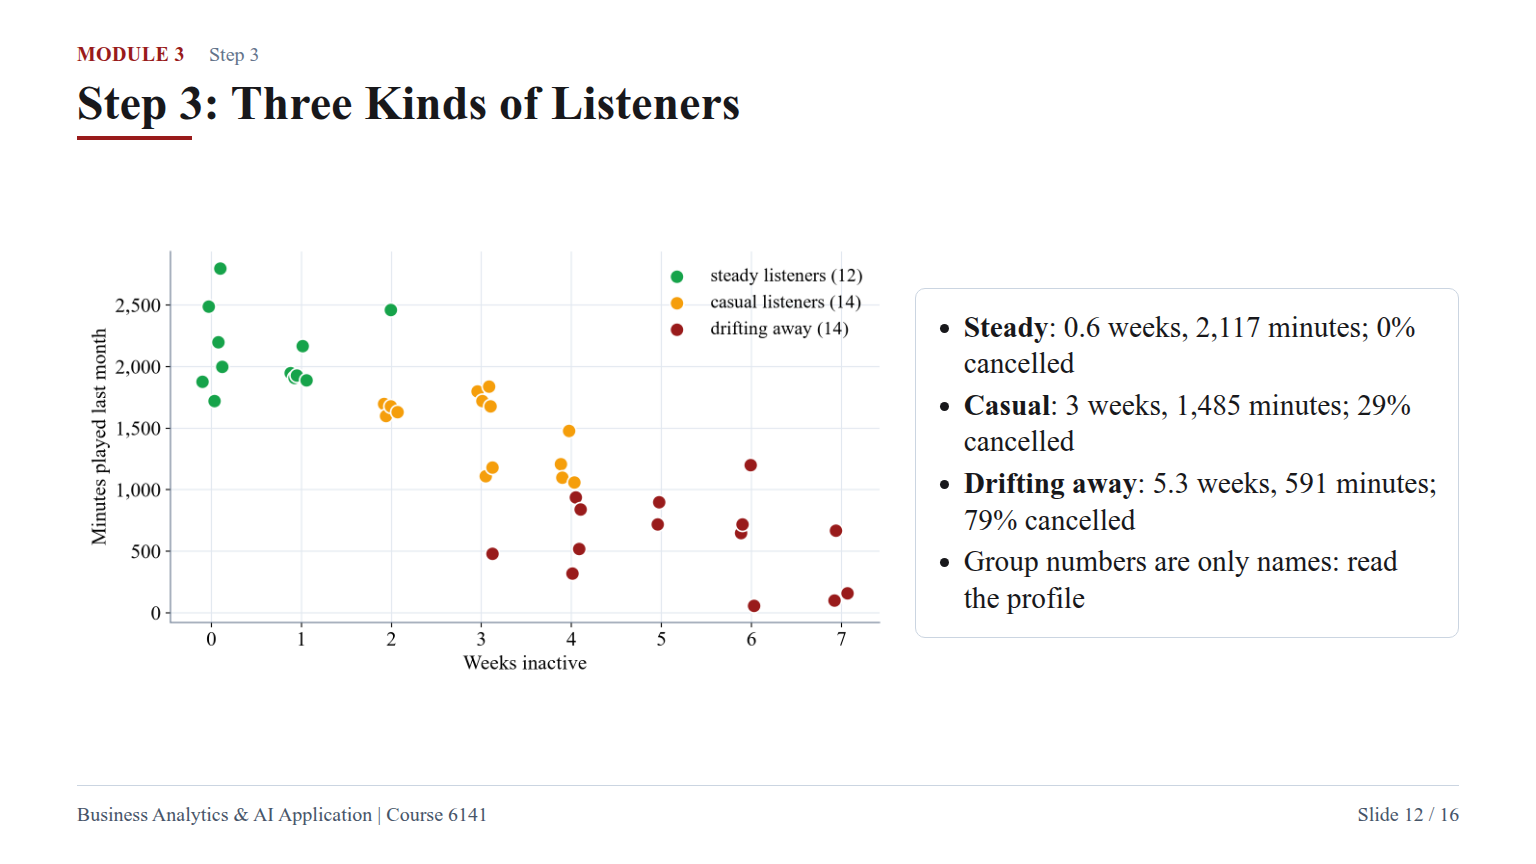 MODULE 3 Step 3
Step 3: Three Kinds of Listeners
Minutes played last month
2,500
2,000
1,500
1,000
500
0
0 1 2 3 4 5 6 7
Weeks inactive
steady listeners (12)
casual listeners (14)
drifting away (14)
• Steady: 0.6 weeks, 2,117 minutes; 0%
cancelled
• Casual: 3 weeks, 1,485 minutes; 29%
cancelled
• Drifting away: 5.3 weeks, 591 minutes;
79% cancelled
• Group numbers are only names: read
the profile
Business Analytics & AI Application | Course 6141
Slide 12 / 16